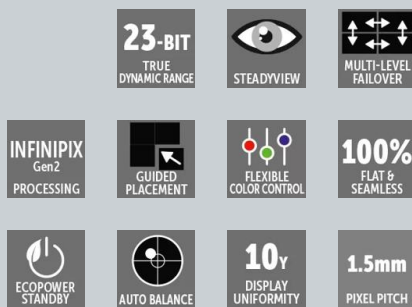 23-BIT
TRUE
DYNAMIC RANGE
STEADYVIEW
MULTI-LEVEL
FAILOVER
INFINIPIX
Gen2
PROCESSING
GUIDED
PLACEMENT
FLEXIBLE
COLOR CONTROL
100%
FLAT &
SEAMLESS
ECOPOWER
STANDBY
AUTO BALANCE
10Y
DISPLAY
UNIFORMITY
1.5mm
PIXEL PITCH